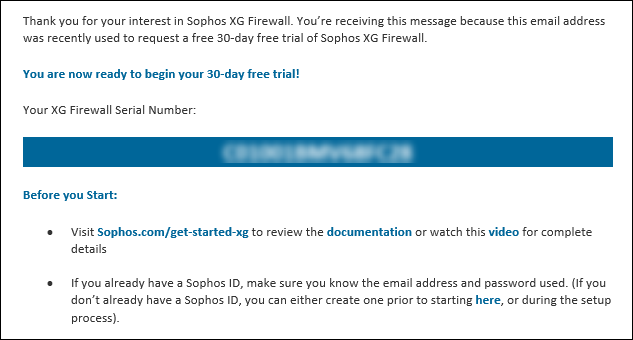 Thank you for your interest in Sophos XG Firewall. You’re receiving this message because this email address
was recently used to request a free 30-day free trial of Sophos XG Firewall.
You are now ready to begin your 30-day free trial!
Your XG Firewall Serial Number:
Before you Start:
• Visit Sophos.com/get-started-xg to review the documentation or watch this video for complete
details
• If you already have a Sophos ID, make sure you know the email address and password used. (If you
don’t already have a Sophos ID, you can either create one prior to starting here, or during the setup
process).